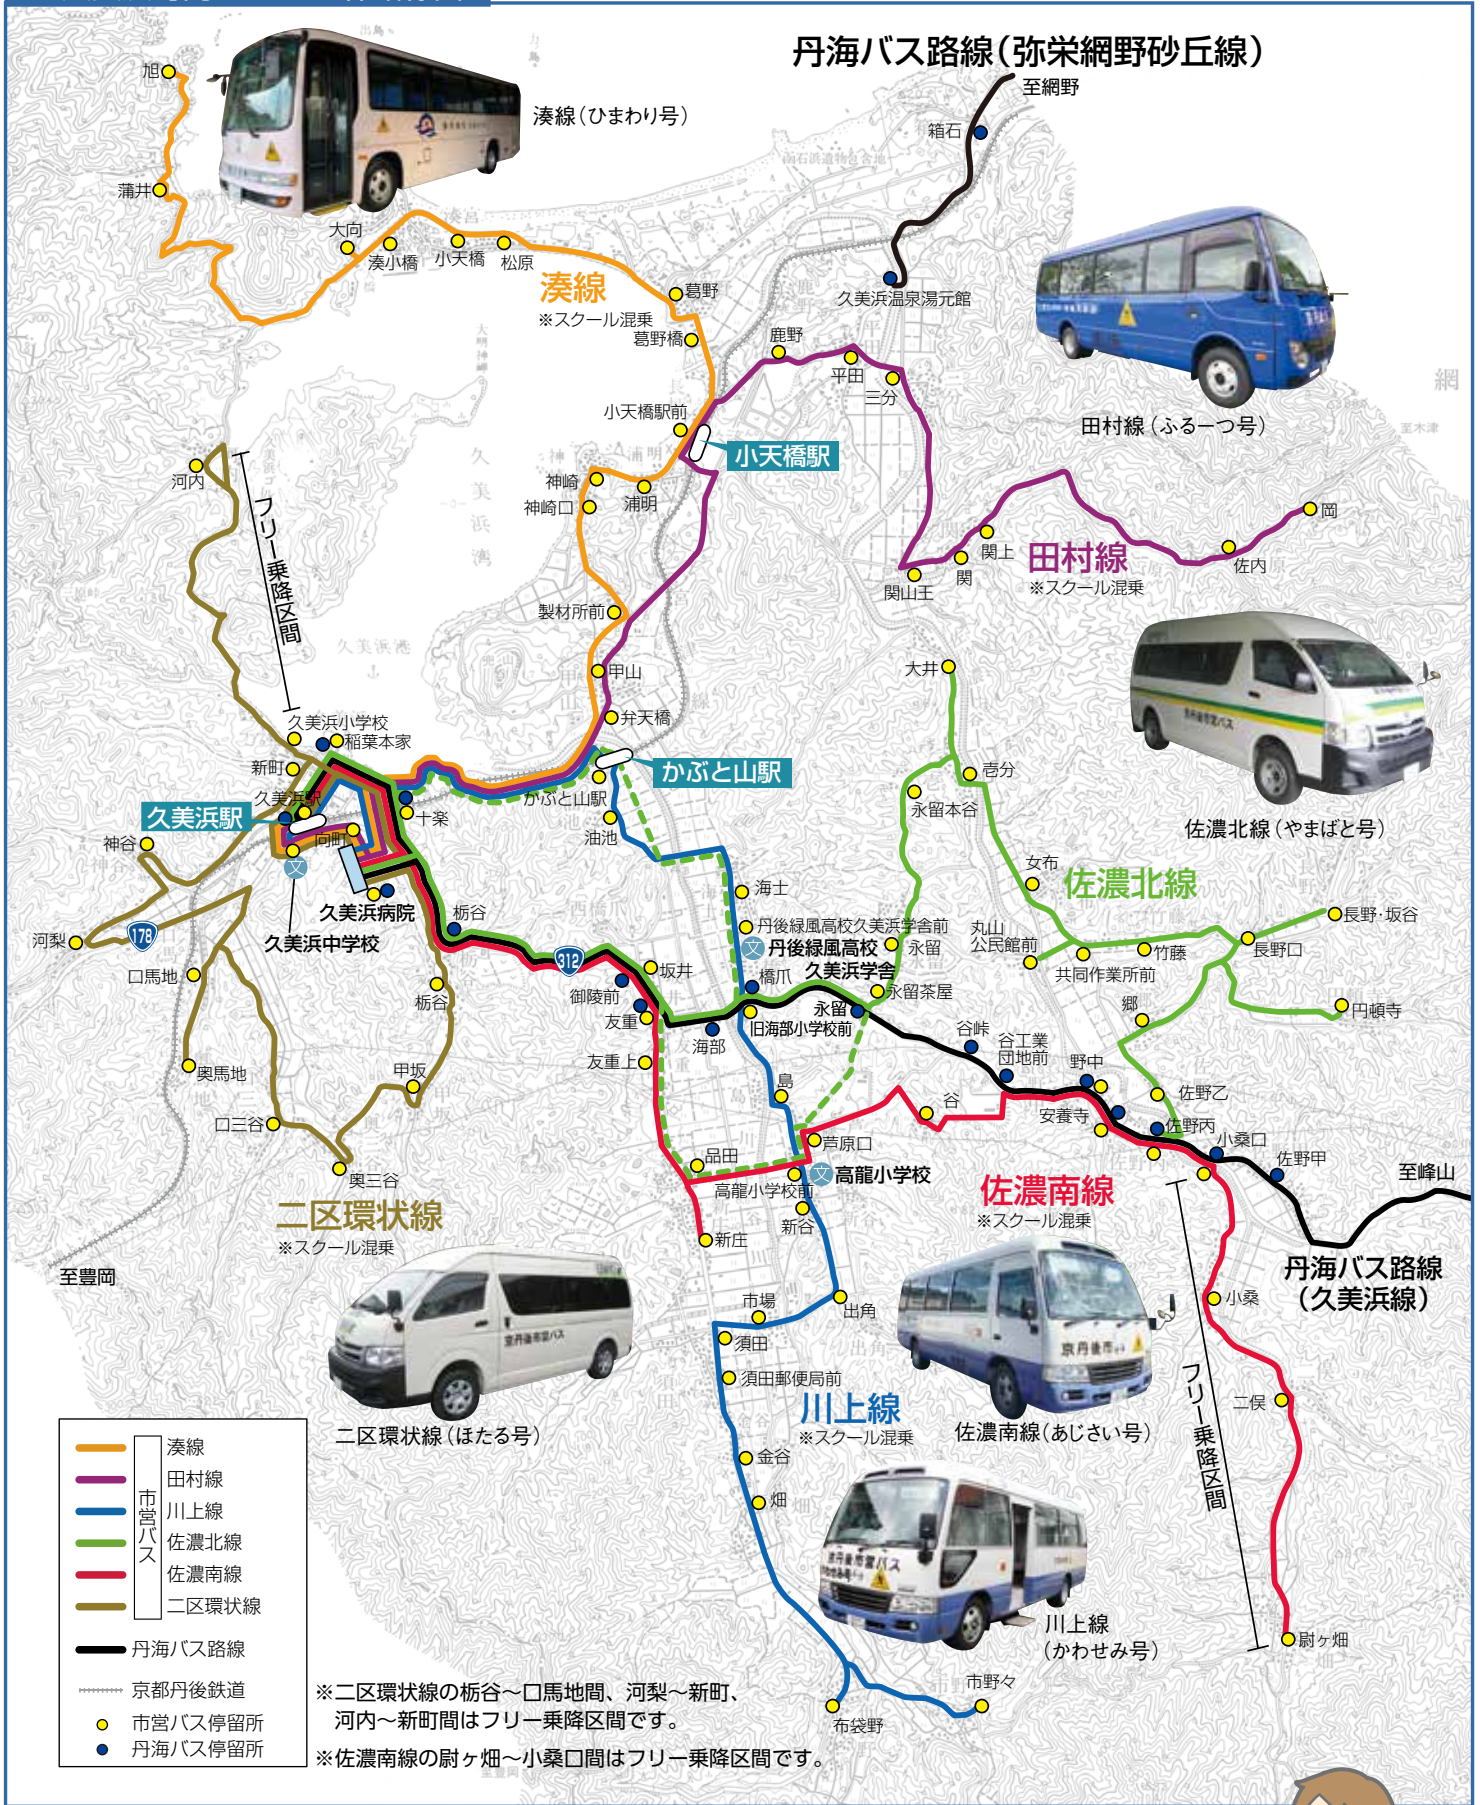 丹海バス路線（弥栄網野砂丘線）
至網野
箱石
久美浜温泉湯元館
旭
蒲井
湊線（ひまわり号）
大向
湊小橋
小天橋
松原
湊線
※スクール混乗
葛野
葛野橋
小天橋駅前
小天橋駅
鹿野
平田
三分
田村線（ふるーつ号）
至木津
網
神崎
神崎口
浦明
久美浜湾
河内
フリー乗降区間
関山王
関
関上
田村線
※スクール混乗
佐内
岡
製材所前
甲山
弁天橋
久美浜港
大井
壱分
永留本谷
佐濃北線（やまばと号）
佐濃北線
久美浜小学校
稲葉本家
新町
久美浜駅
久美浜駅
向町
十楽
かぶと山駅
かぶと山駅
油池
神谷
河梨
178
久美浜病院
久美浜中学校
文
栃谷
海士
丹後緑風高校久美浜学舎前
文
丹後緑風高校
久美浜学舎
永留
女布
丸山
公民館前
共同作業所前
竹藤
長野・坂谷
長野口
円頓寺
口馬地
栃谷
312
坂井
御陵前
友重
橋爪
旧海部小学校前
海部
永留
永留茶屋
谷峠
谷工業
団地前
野中
郷
奥馬地
甲坂
友重上
島
谷
安養寺
佐野乙
佐野丙
小桑口
佐野甲
至峰山
口三谷
奥三谷
品田
芦原口
高龍小学校前
文
高龍小学校
新谷
新庄
佐濃南線
※スクール混乗
二区環状線
※スクール混乗
至豊岡
丹海バス路線
（久美浜線）
小桑
出角
市場
須田
須田郵便局前
京丹後市営バス
二区環状線（ほたる号）
佐濃南線（あじさい号）
川上線
※スクール混乗
二俣
フリー乗降区間
金谷
畑
川上線
（かわせみ号）
尉ヶ畑
市野々
布袋野
湊線
田村線
川上線
佐濃北線
佐濃南線
二区環状線
市営バス
丹海バス路線
京都丹後鉄道
市営バス停留所
丹海バス停留所
※二区環状線の栃谷～口馬地間、河梨～新町、
河内～新町間はフリー乗降区間です。
※佐濃南線の尉ヶ畑～小桑口間はフリー乗降区間です。